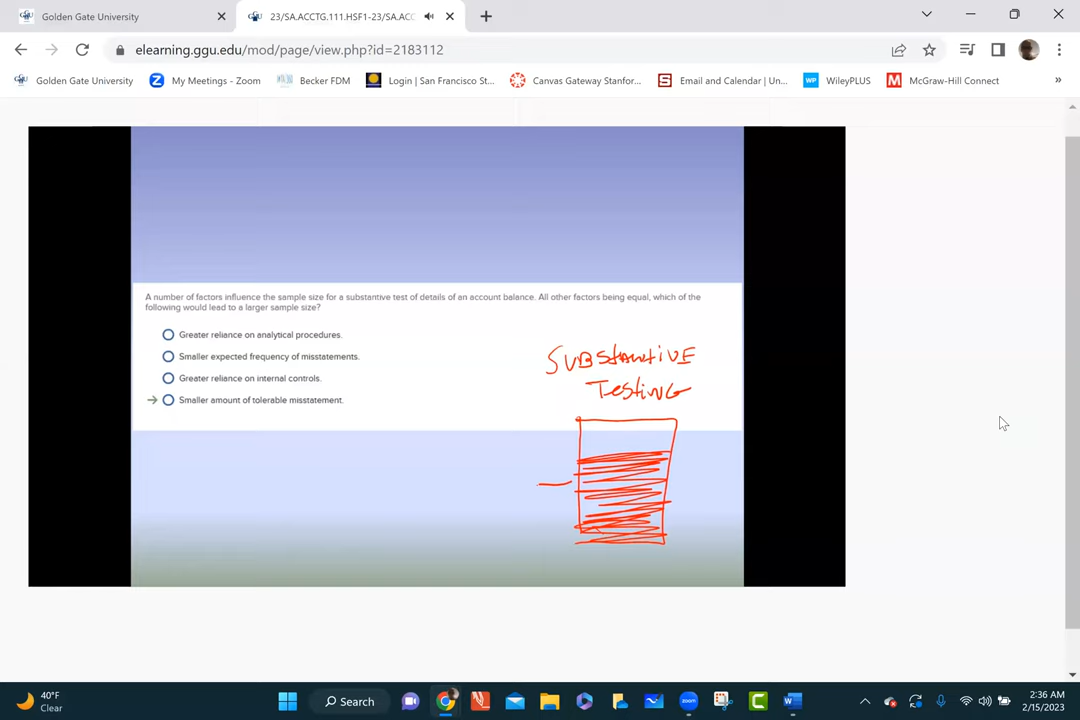 Golden Gate University
23/SA.ACCTG.111.HSF1-23/SA.ACC
elearning.ggu.edu/mod/page/view.php?id=2183112
Golden Gate University
My Meetings - Zoom
Becker FDM
Login | San Francisco St...
Canvas Gateway Stanfor...
Email and Calendar | Un...
WileyPLUS
McGraw-Hill Connect
A number of factors influence the sample size for a substantive test of details of an account balance. All other factors being equal, which of the
following would lead to a larger sample size?
Greater reliance on analytical procedures.
Smaller expected frequency of misstatements.
Greater reliance on internal controls.
Smaller amount of tolerable misstatement.
SUBSTANTIVE
TestiNG
40°F
Clear
Search
2:36 AM
2/15/2023